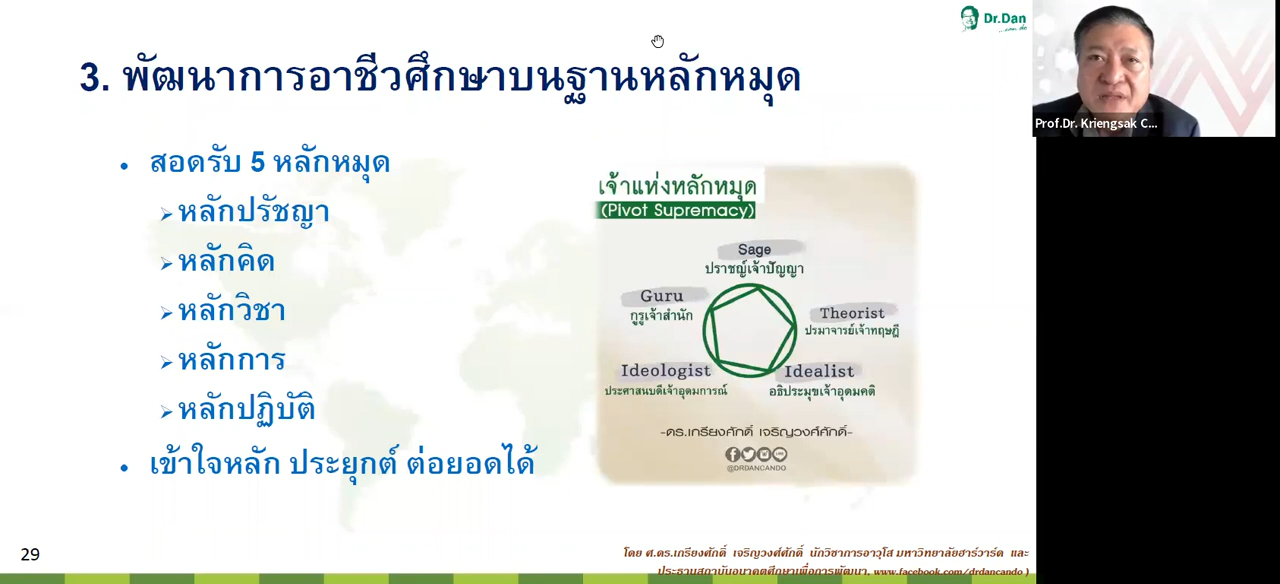 Dr.Dan
...can do
Prof.Dr. Kriengsak C...
3. พัฒนาการอาชีวศึกษาบนฐานหลักหมุด
• สอดรับ 5 หลักหมุด
➢ หลักปรัชญา
➢ หลักคิด
➢ หลักวิชา
➢ หลักการ
➢ หลักปฏิบัติ
• เข้าใจหลัก ประยุกต์ ต่อยอดได้
เจ้าแห่งหลักหมุด
(Pivot Supremacy)
Sage
ปราชญ์เจ้าปัญญา
Guru
กูรูเจ้าสำนัก
Theorist
ปรมาจารย์เจ้าทฤษฎี
Ideologist
ประศาสนบดีเจ้าอุดมการณ์
Idealist
อธิประมุขเจ้าอุดมคติ
-ดร.เกรียงศักดิ์ เจริญวงศ์ศักดิ์-
@DRDANCANDO
29
โดย ศ.ดร.เกรียงศักดิ์ เจริญวงศ์ศักดิ์ นักวิชาการอาวุโส มหาวิทยาลัยฮาร์วาร์ด และ
ประธานสถาบันอนาคตศึกษาเพื่อการพัฒนา, www.facebook.com/drdancando )